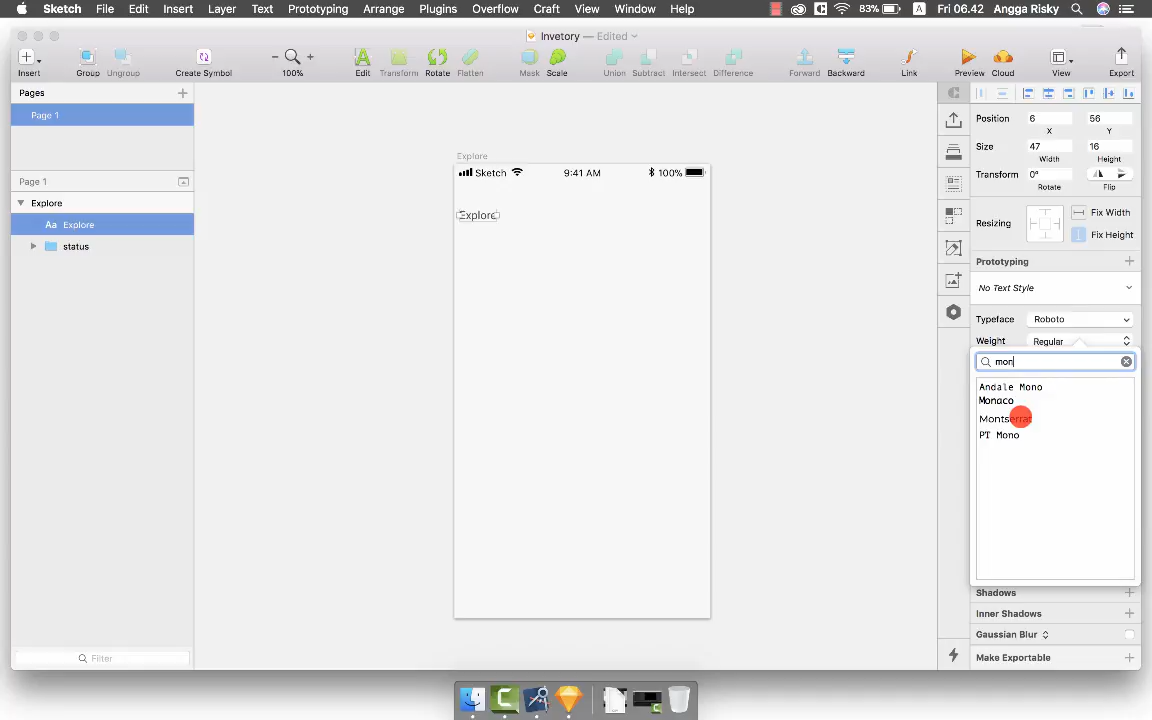 Sketch File Edit Insert Layer Text Prototyping Arrange Plugins Overflow Craft View Window Help 83% A Fri 06.42 Angga Risky
Invetory — Edited
Insert Group Ungroup Create Symbol 100% Edit Transform Rotate Flatten Mask Scale Union Subtract Intersect Difference Forward Backward Link Preview Cloud View Export
Pages
Page 1
Page 1
Explore
Aa Explore
status
Filter
Explore
Sketch 9:41 AM 100%
Explore
Position 6 56
X Y
Size 47 16
Width Height
Transform 0°
Rotate Flip
Resizing Fix Width
Fix Height
Prototyping
No Text Style
Typeface Roboto
Weight Regular
mon
Andale Mono
Monaco
Montserrat
PT Mono
Shadows
Inner Shadows
Gaussian Blur
Make Exportable